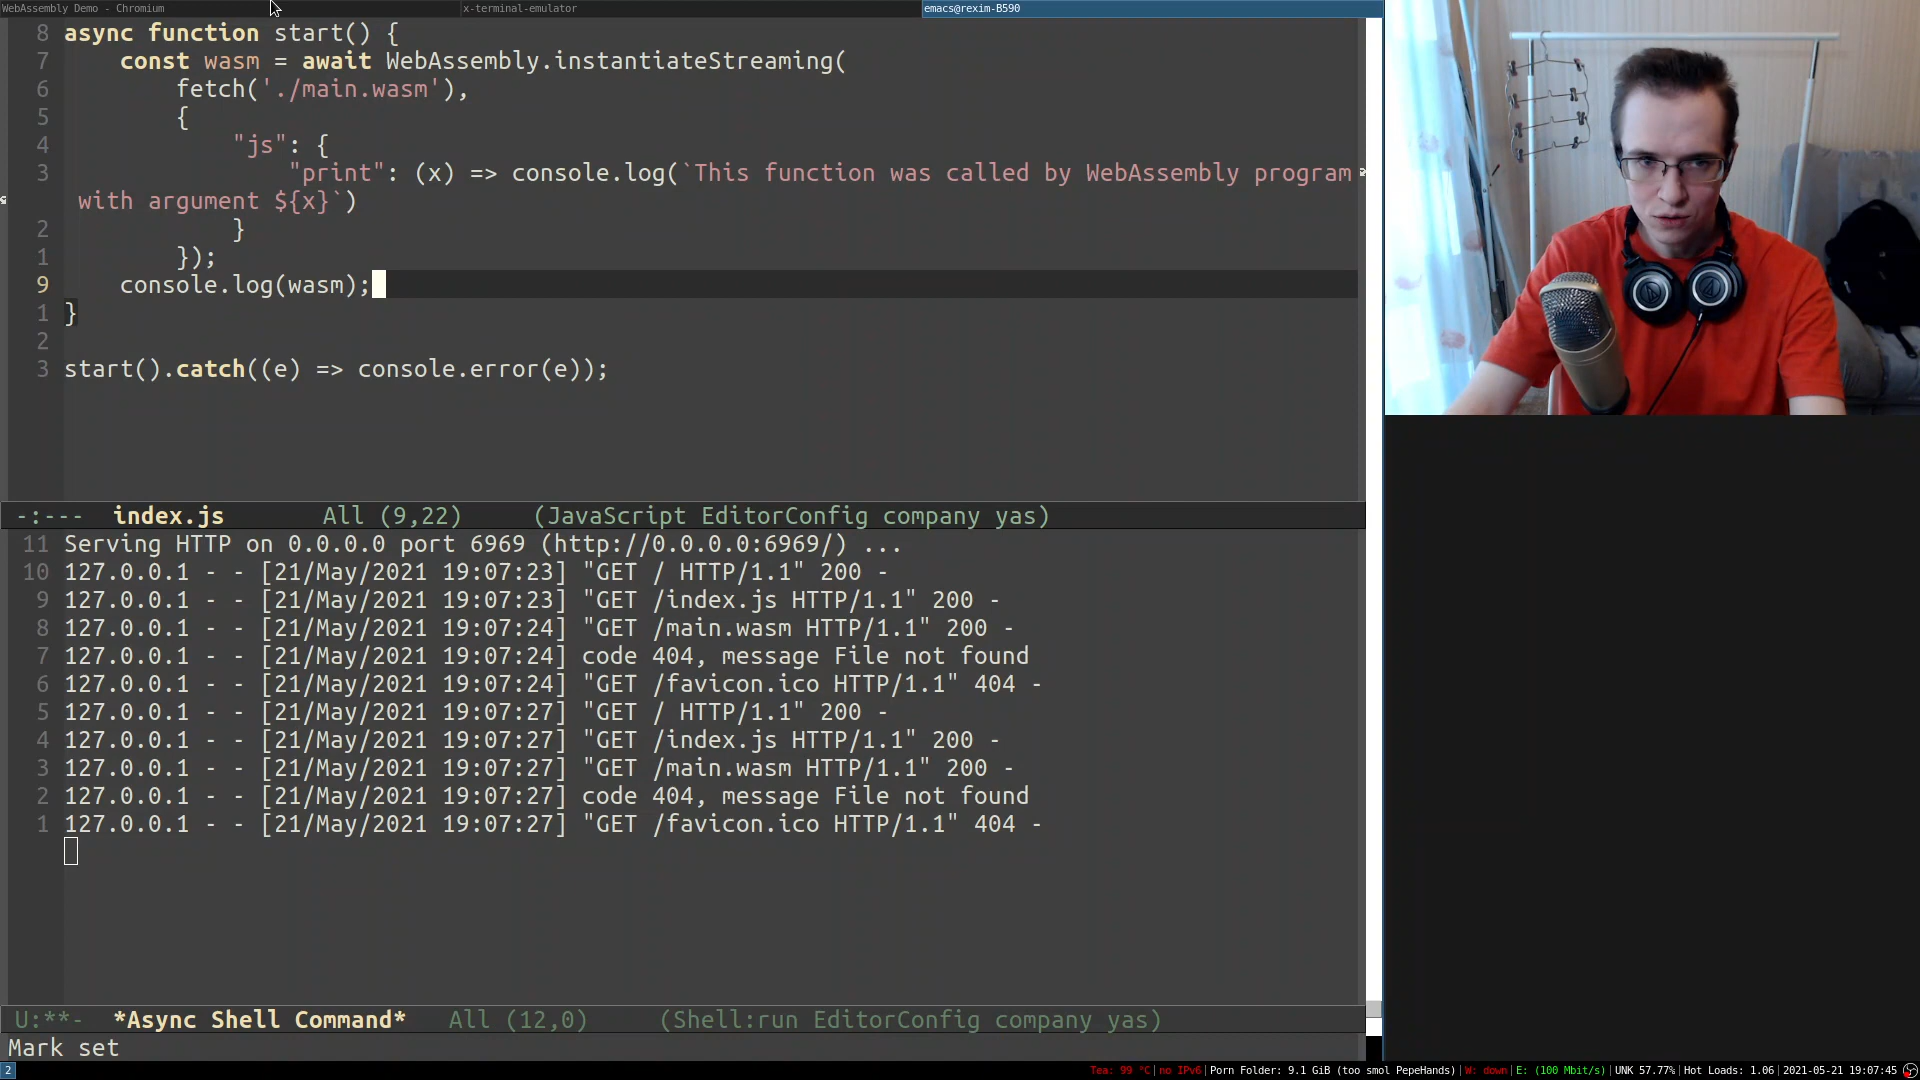 WebAssembly Demo - Chromium
x-terminal-emulator
emacs@rexim-B590
8 async function start() {
7     const wasm = await WebAssembly.instantiateStreaming(
6         fetch('./main.wasm'),
5         {
4             "js": {
3                 "print": (x) => console.log(`This function was called by WebAssembly program
 with argument ${x}`)
2             }
1         });
9     console.log(wasm);
1 }
2
3 start().catch((e) => console.error(e));
-:---  index.js       All (9,22)     (JavaScript EditorConfig company yas)
11 Serving HTTP on 0.0.0.0 port 6969 (http://0.0.0.0:6969/) ...
10 127.0.0.1 - - [21/May/2021 19:07:23] "GET / HTTP/1.1" 200 -
9 127.0.0.1 - - [21/May/2021 19:07:23] "GET /index.js HTTP/1.1" 200 -
8 127.0.0.1 - - [21/May/2021 19:07:24] "GET /main.wasm HTTP/1.1" 200 -
7 127.0.0.1 - - [21/May/2021 19:07:24] code 404, message File not found
6 127.0.0.1 - - [21/May/2021 19:07:24] "GET /favicon.ico HTTP/1.1" 404 -
5 127.0.0.1 - - [21/May/2021 19:07:27] "GET / HTTP/1.1" 200 -
4 127.0.0.1 - - [21/May/2021 19:07:27] "GET /index.js HTTP/1.1" 200 -
3 127.0.0.1 - - [21/May/2021 19:07:27] "GET /main.wasm HTTP/1.1" 200 -
2 127.0.0.1 - - [21/May/2021 19:07:27] code 404, message File not found
1 127.0.0.1 - - [21/May/2021 19:07:27] "GET /favicon.ico HTTP/1.1" 404 -
U:**-  *Async Shell Command*   All (12,0)     (Shell:run EditorConfig company yas)
Mark set
2
Tea: 99 °C|no IPv6|Porn Folder: 9.1 GiB (too smol PepeHands)|W: down|E: (100 Mbit/s)|UNK 57.77%|Hot Loads: 1.06|2021-05-21 19:07:45